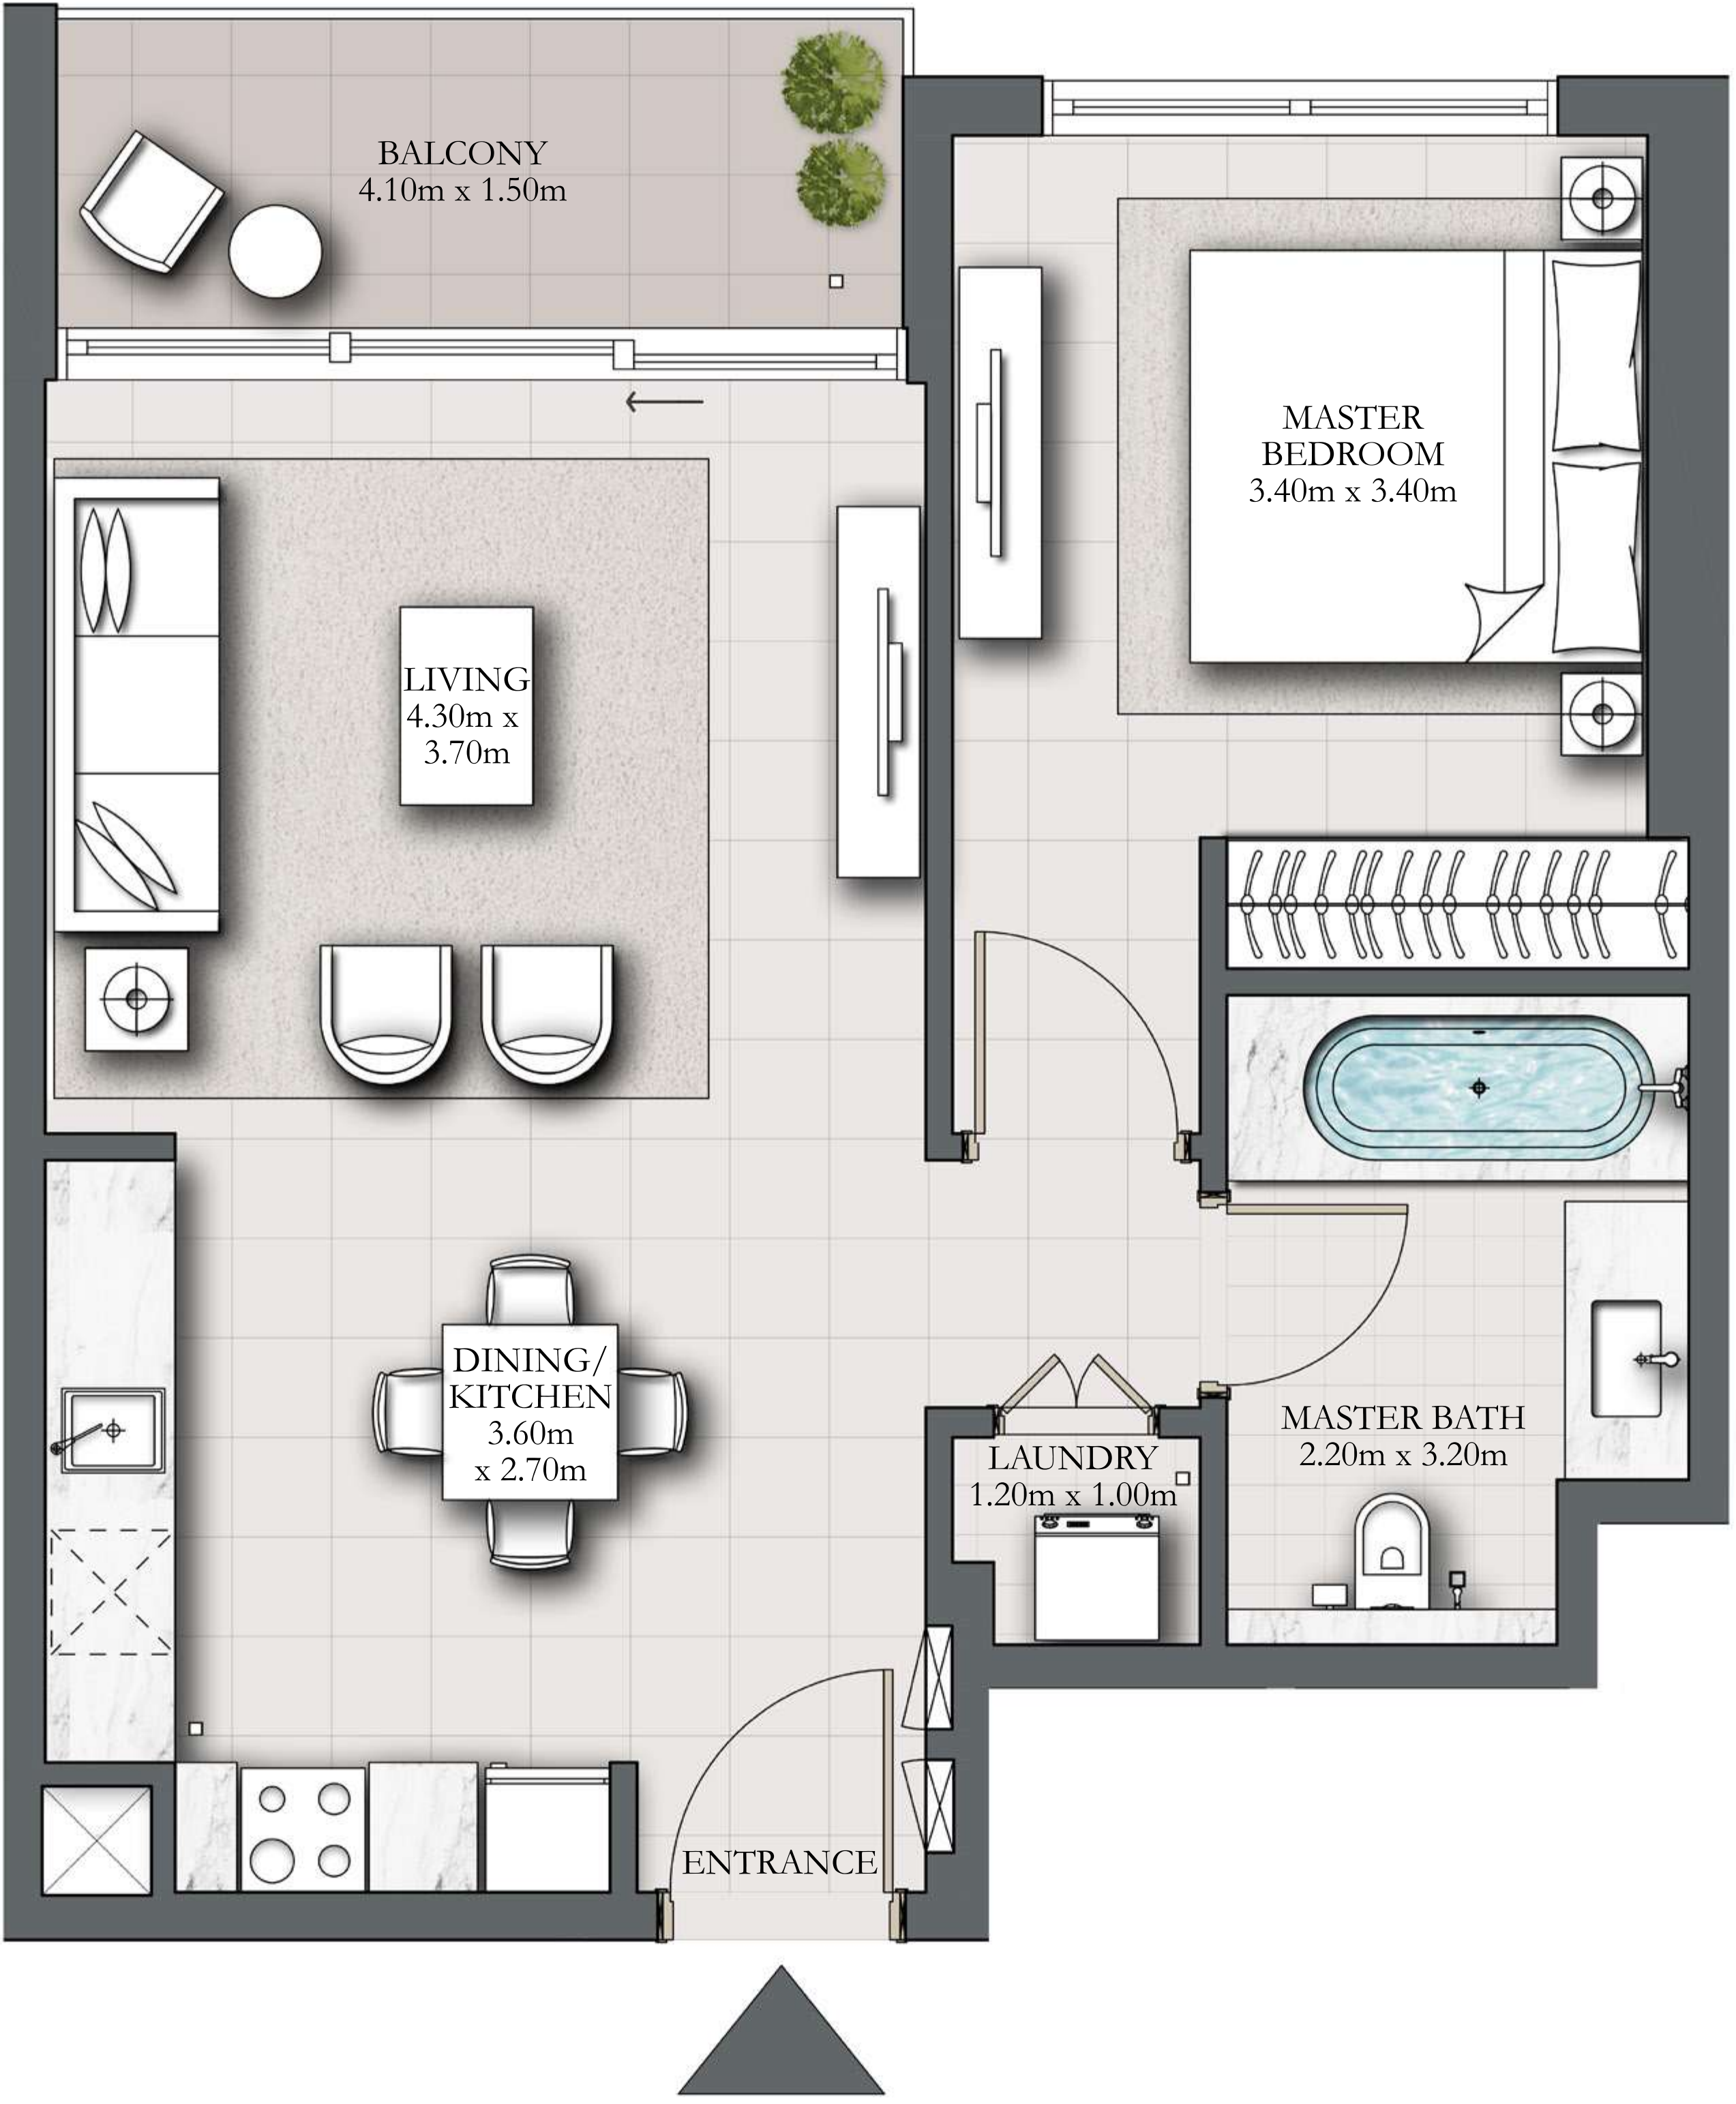 BALCONY
4.10m x 1.50m
MASTER
BEDROOM
3.40m x 3.40m
LIVING
4.30m x
3.70m
DINING/
KITCHEN
3.60m
x 2.70m
LAUNDRY
1.20m x 1.00m
MASTER BATH
2.20m x 3.20m
ENTRANCE